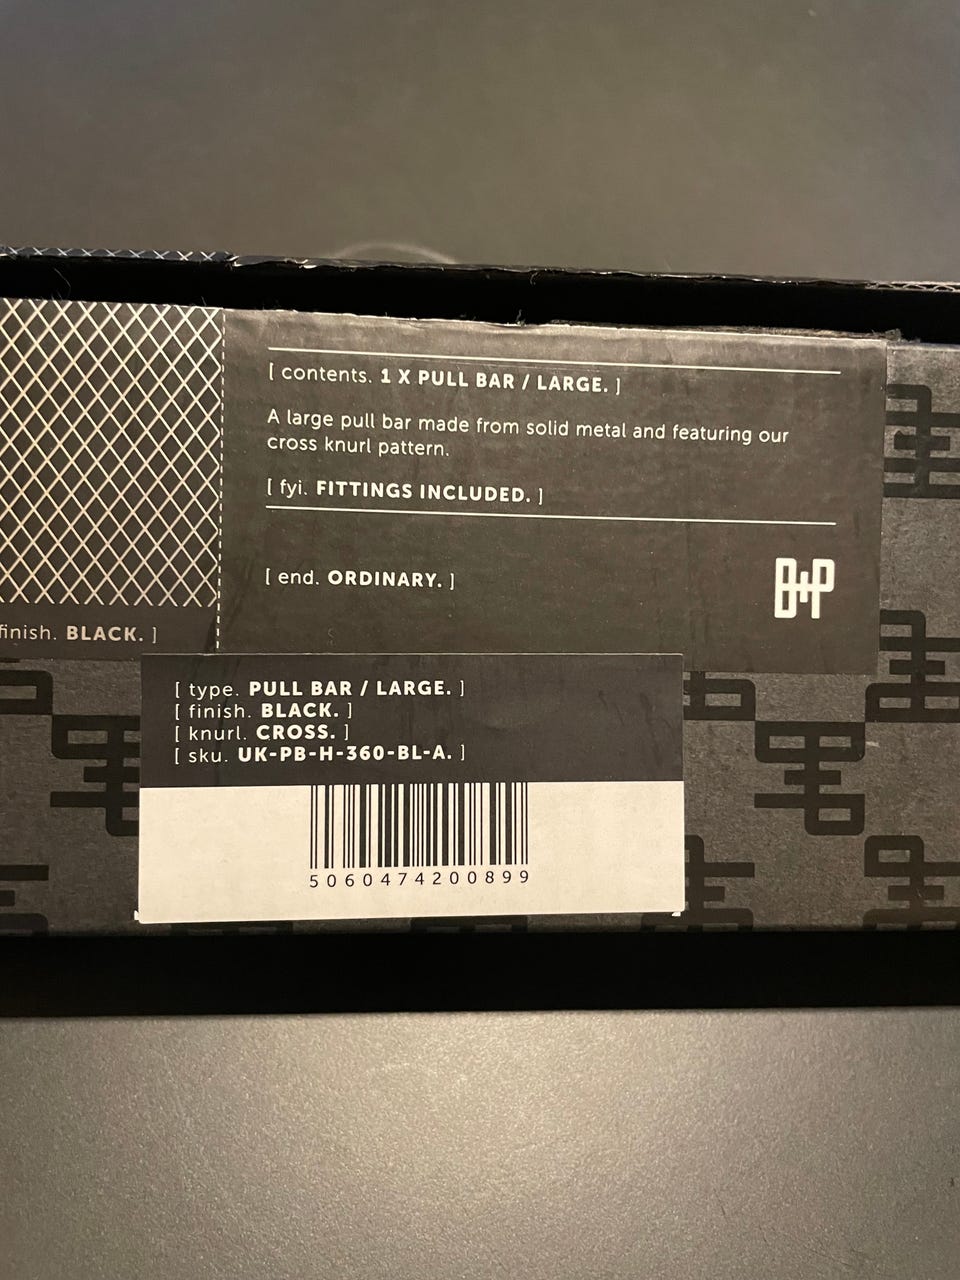 [ contents. 1 X PULL BAR / LARGE. ]
A large pull bar made from solid metal and featuring our
cross knurl pattern.
[ fyi. FITTINGS INCLUDED. ]
[ end. ORDINARY. ]
B+P
finish. BLACK. ]
[ type. PULL BAR / LARGE. ]
[ finish. BLACK. ]
[ knurl. CROSS. ]
[ sku. UK-PB-H-360-BL-A. ]
5060474200899